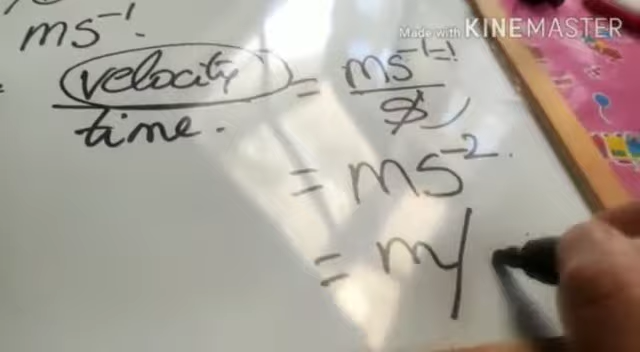 Made with KINEMASTER
ms⁻¹.
velocity = ms⁻¹⁻¹
time. s
= ms⁻².
= m/